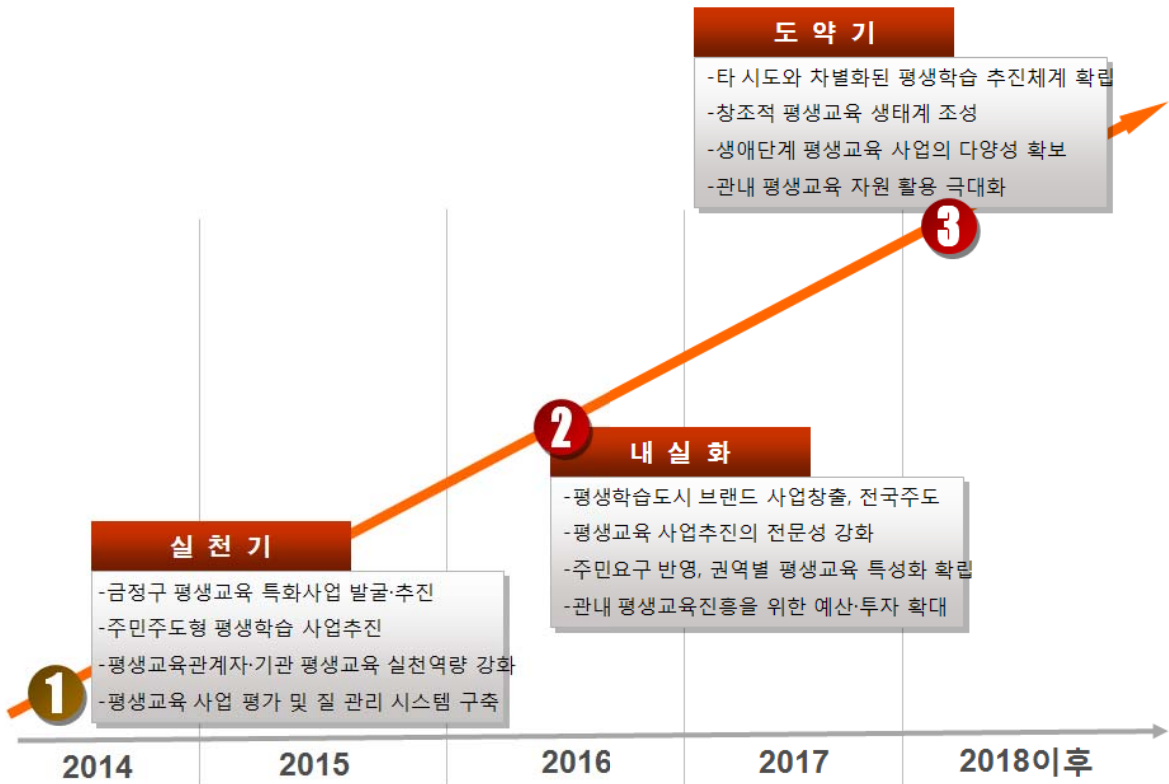 도 약 기
-타 시도와 차별화된 평생학습 추진체계 확립
-창조적 평생교육 생태계 조성
-생애단계 평생교육 사업의 다양성 확보
-관내 평생교육 자원 활용 극대화
3
2
내 실 화
-평생학습도시 브랜드 사업창출, 전국주도
-평생교육 사업추진의 전문성 강화
-주민요구 반영, 권역별 평생교육 특성화 확립
-관내 평생교육진흥을 위한 예산·투자 확대
실 천 기
-금정구 평생교육 특화사업 발굴·추진
-주민주도형 평생학습 사업추진
-평생교육관계자·기관 평생교육 실천역량 강화
-평생교육 사업 평가 및 질 관리 시스템 구축
1
2014 2015 2016 2017 2018이후